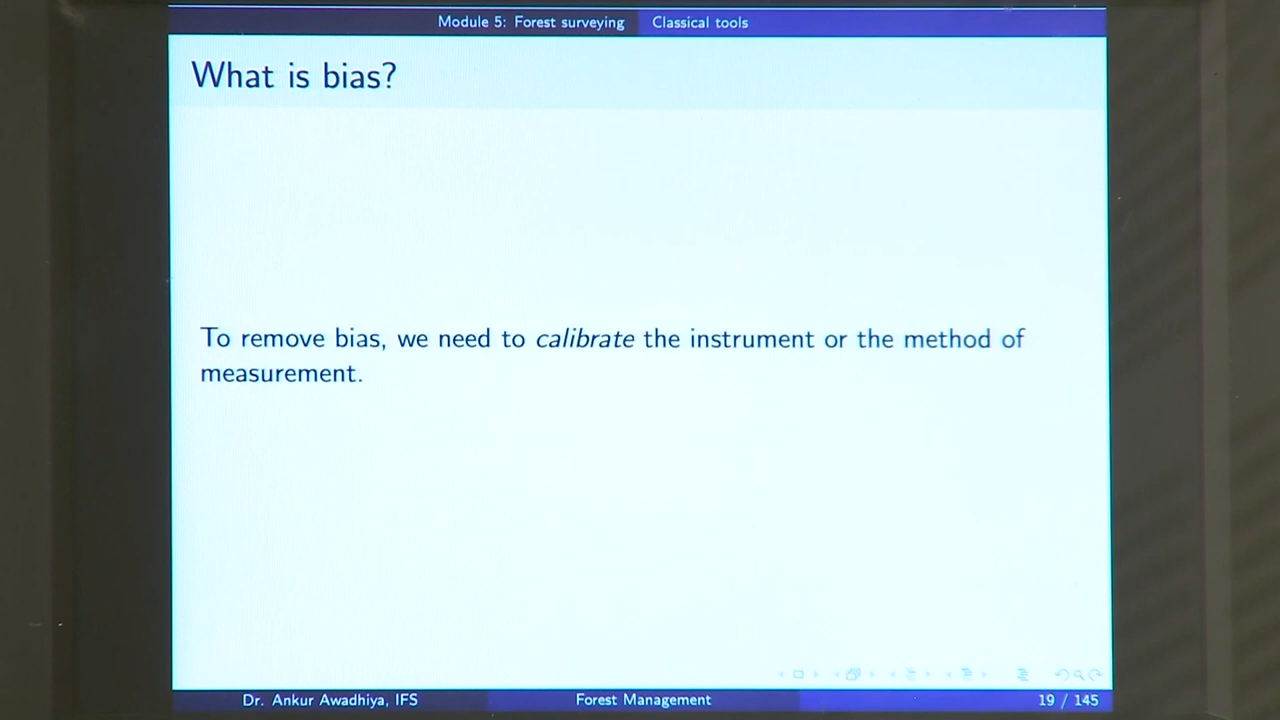 Module 5: Forest surveying Classical tools
What is bias?
To remove bias, we need to calibrate the instrument or the method of
measurement.
Dr. Ankur Awadhiya, IFS Forest Management 19 / 145